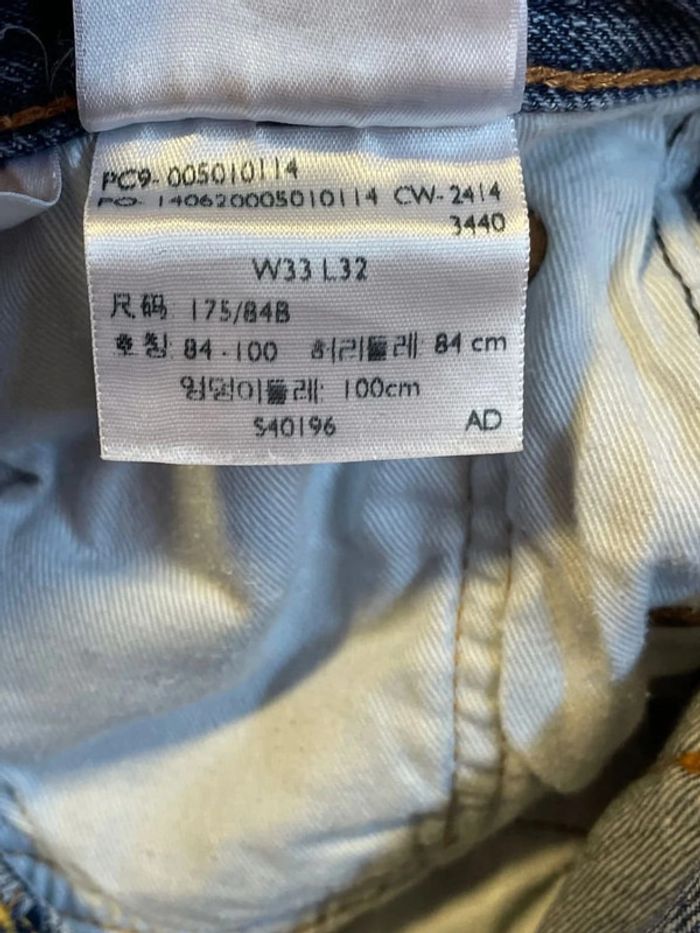 PC9-005010114
PO- 140620005010114 CW-2414
3440
W33 L32
尺码 175/84B
호칭 84-100 허리둘레: 84 cm
엉덩이둘레: 100cm
S40196 AD